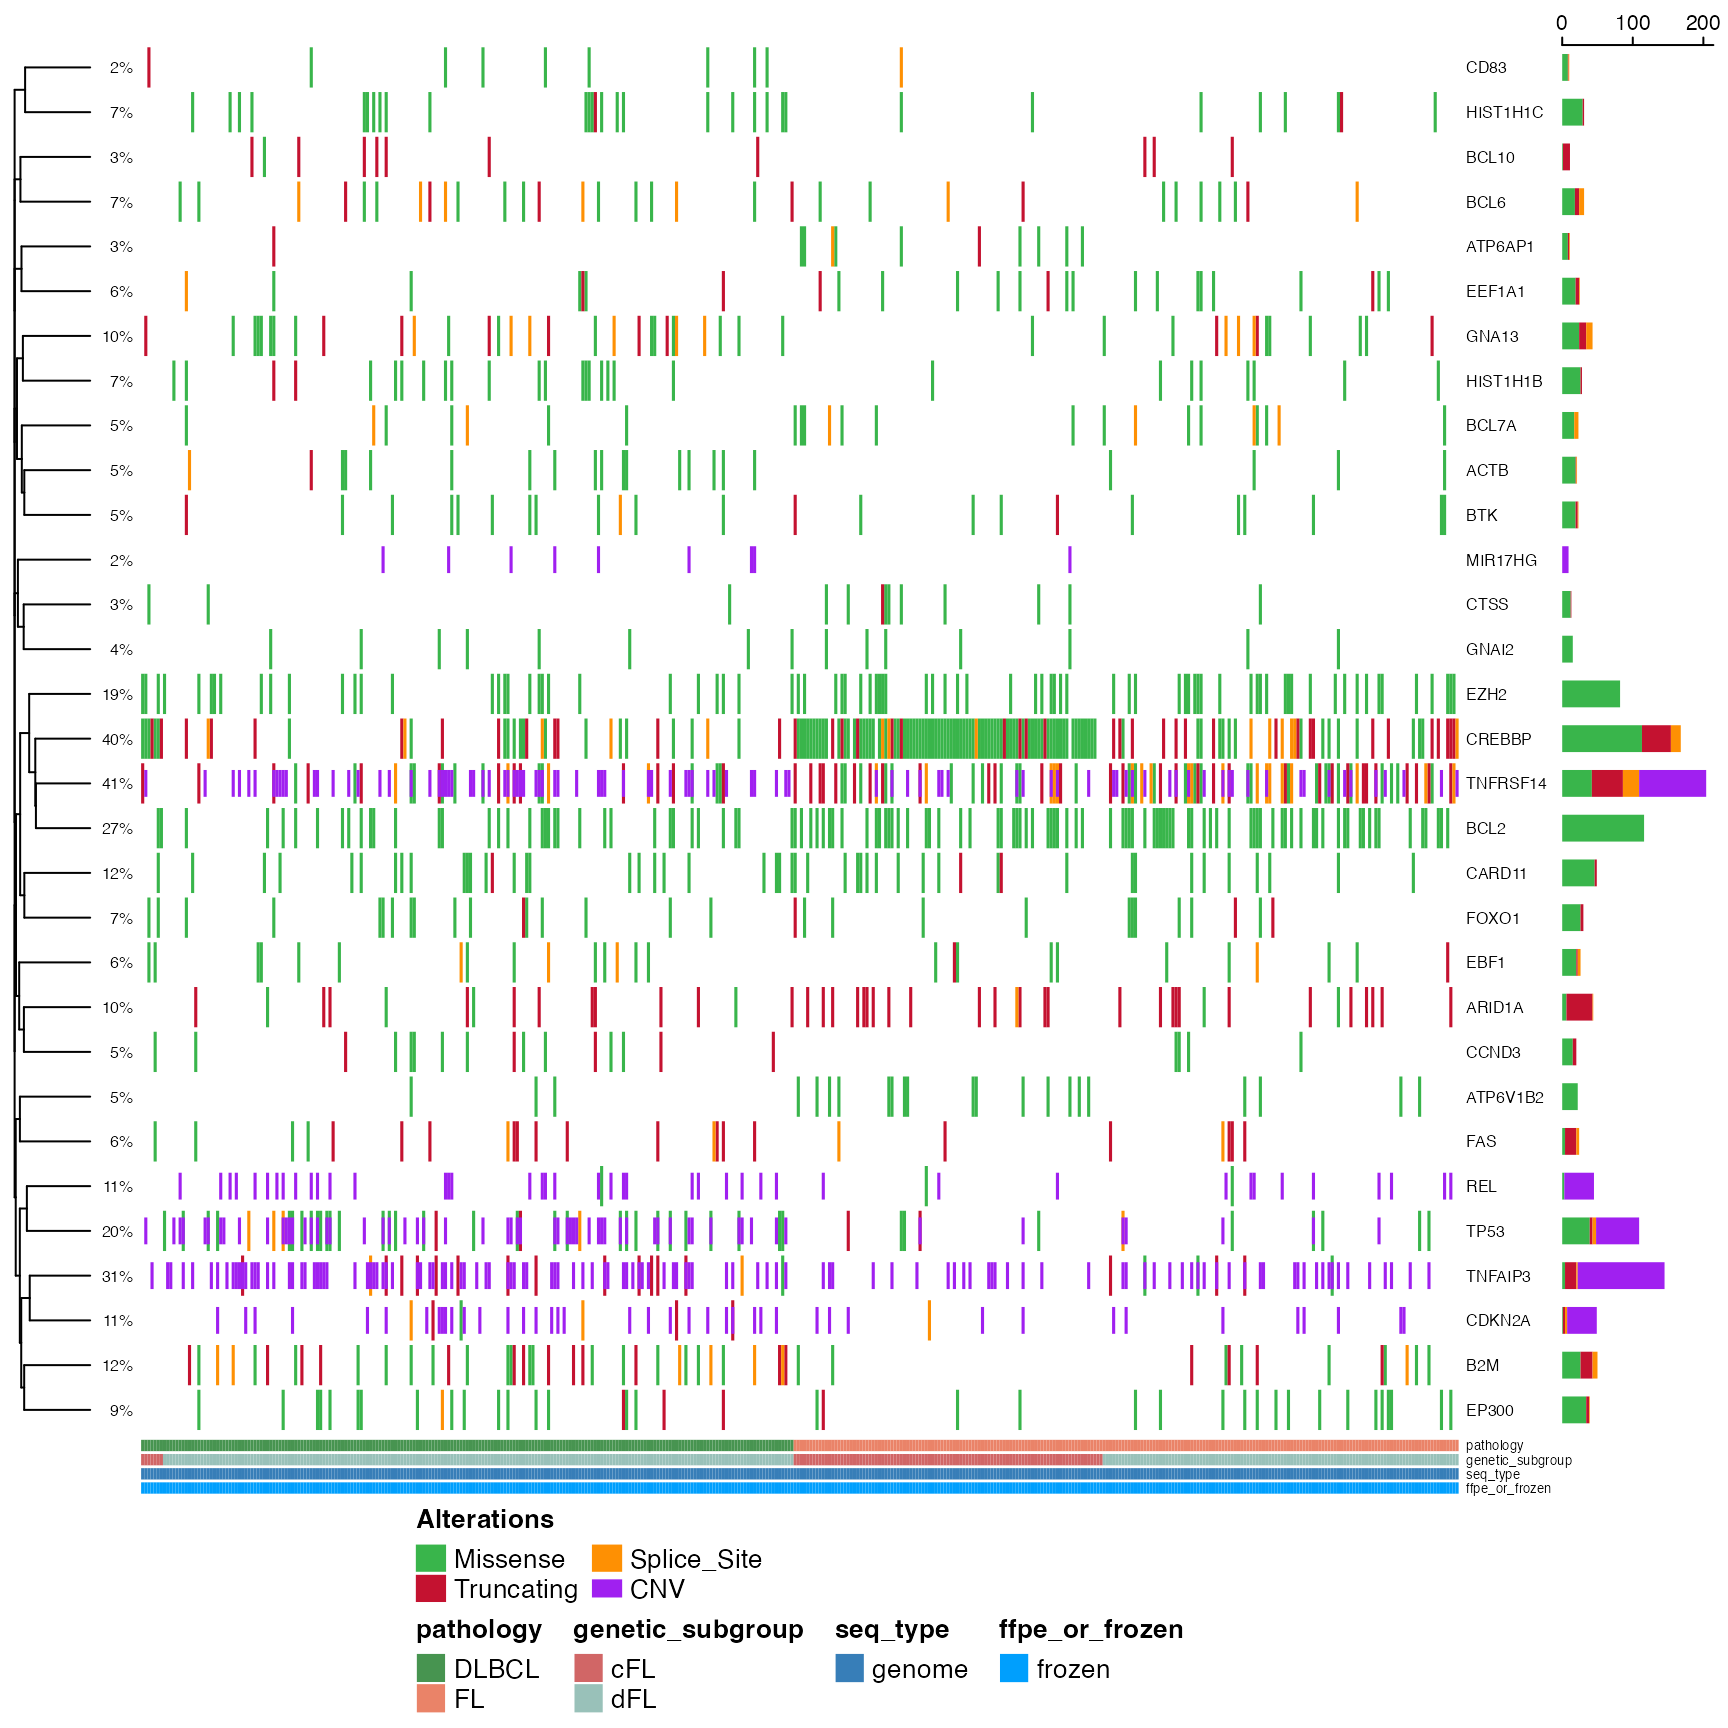 0 100 200
2% CD83
7% HIST1H1C
3% BCL10
7% BCL6
3% ATP6AP1
6% EEF1A1
10% GNA13
7% HIST1H1B
5% BCL7A
5% ACTB
5% BTK
2% MIR17HG
3% CTSS
4% GNAI2
19% EZH2
40% CREBBP
41% TNFRSF14
27% BCL2
12% CARD11
7% FOXO1
6% EBF1
10% ARID1A
5% CCND3
5% ATP6V1B2
6% FAS
11% REL
20% TP53
31% TNFAIP3
11% CDKN2A
12% B2M
9% EP300
pathology
genetic_subgroup
seq_type
ffpe_or_frozen
Alterations
Missense Splice_Site
Truncating CNV
pathology genetic_subgroup seq_type ffpe_or_frozen
DLBCL cFL genome frozen
FL dFL